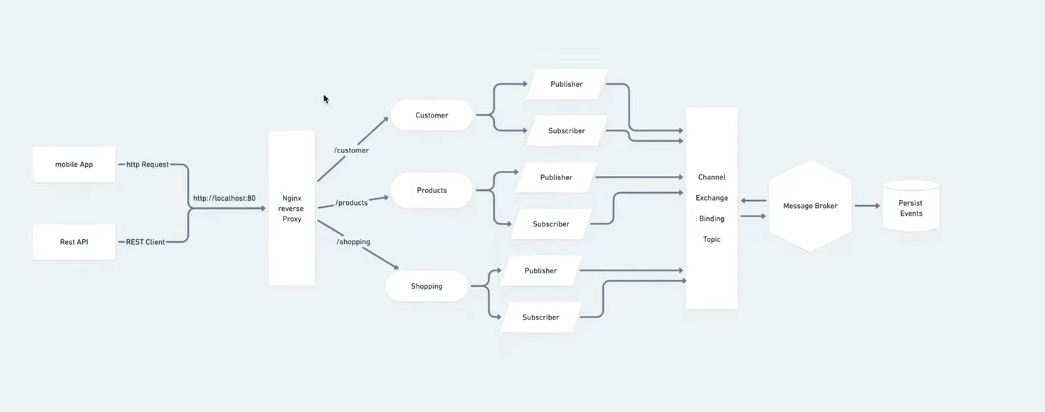 mobile App
http Request
Rest API
REST Client
http://localhost:80
Nginx
reverse
Proxy
/customer
/products
/shopping
Customer
Publisher
Subscriber
Products
Publisher
Subscriber
Shopping
Publisher
Subscriber
Channel
Exchange
Binding
Topic
Message Broker
Persist
Events